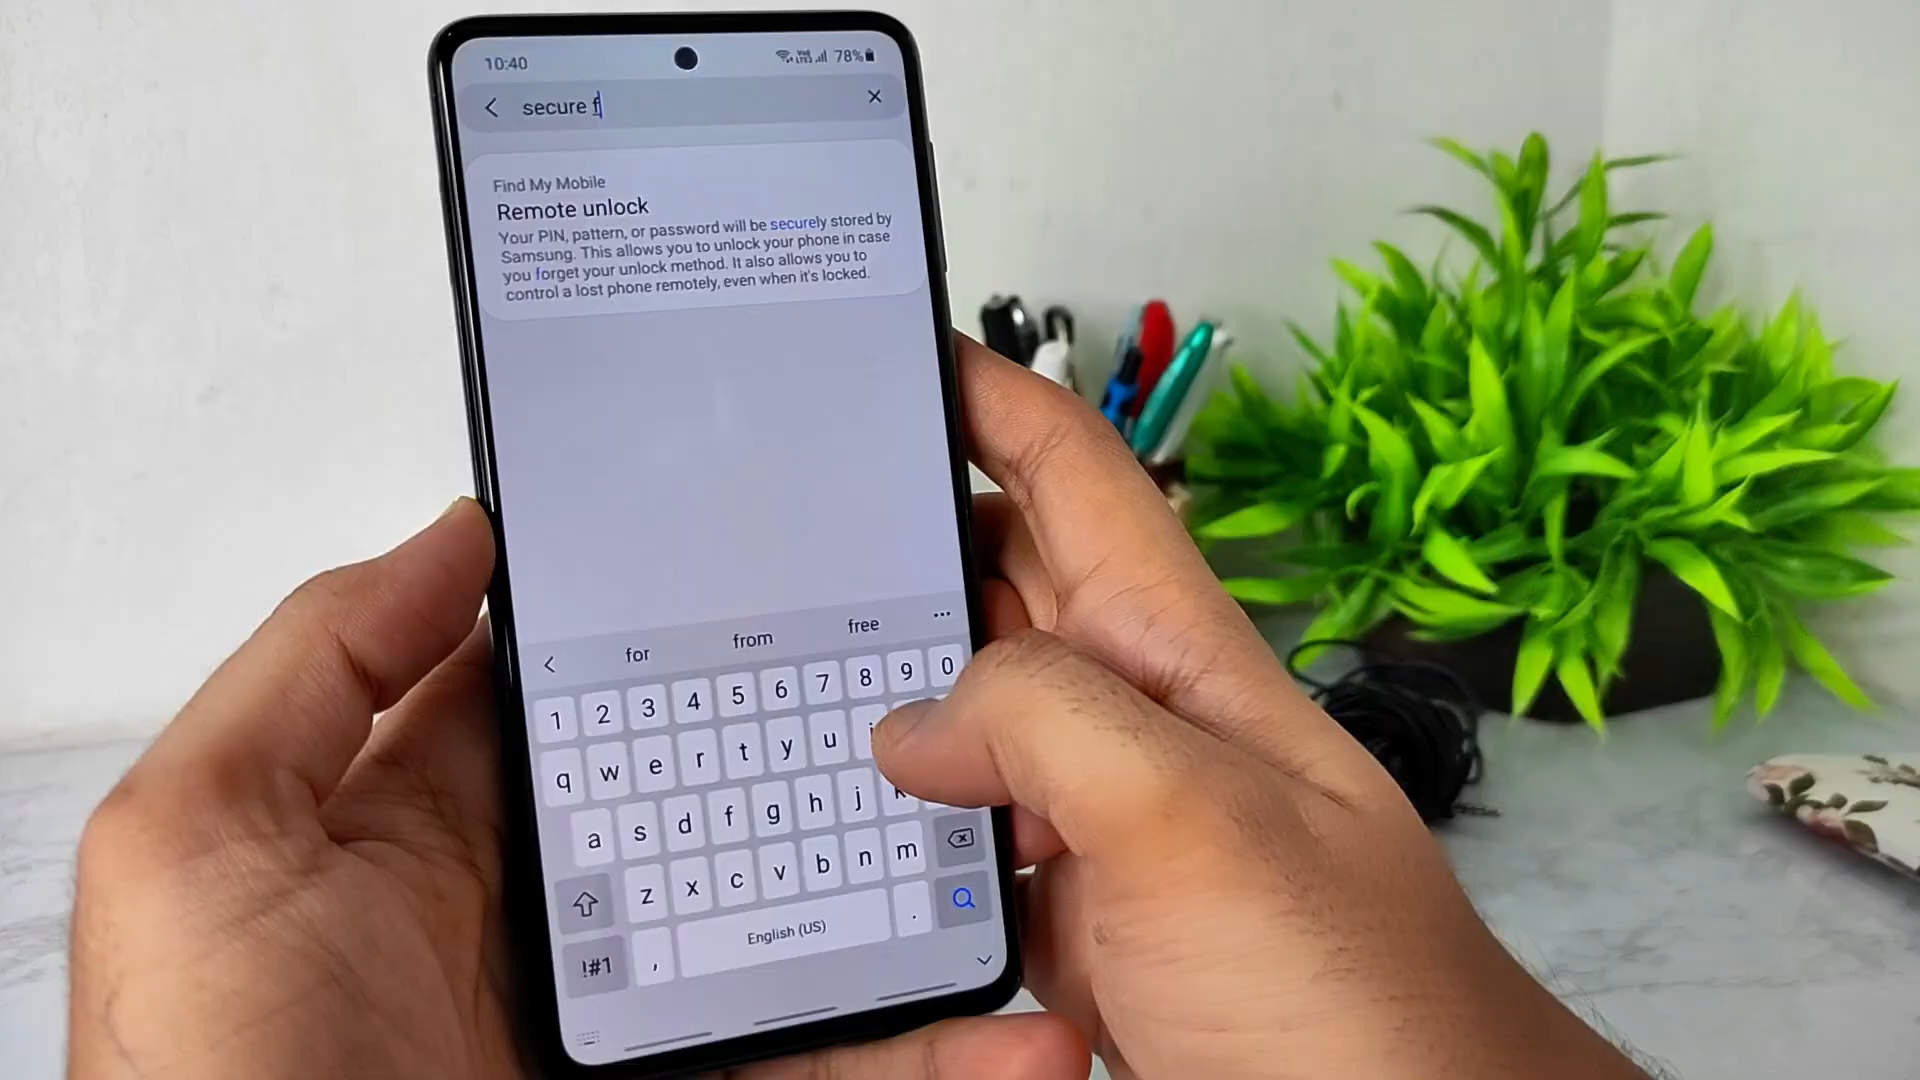 10:40
78%
secure f
Find My Mobile
Remote unlock
Your PIN, pattern, or password will be securely stored by
Samsung. This allows you to unlock your phone in case
you forget your unlock method. It also allows you to
control a lost phone remotely, even when it's locked.
for from free
1 2 3 4 5 6 7 8 9 0
q w e r t y u i
a s d f g h j k
z x c v b n m
!#1 , English (US) .